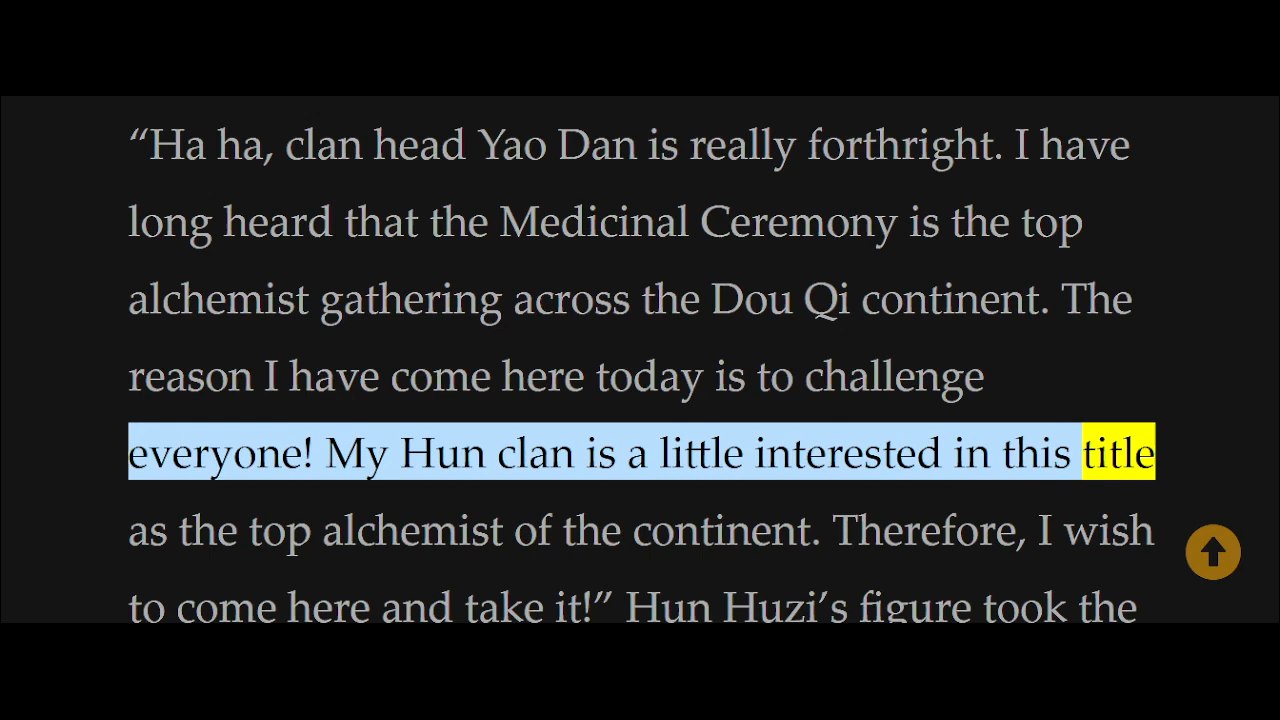 “Ha ha, clan head Yao Dan is really forthright. I have
long heard that the Medicinal Ceremony is the top
alchemist gathering across the Dou Qi continent. The
reason I have come here today is to challenge
everyone! My Hun clan is a little interested in this title
as the top alchemist of the continent. Therefore, I wish
to come here and take it!” Hun Huzi’s figure took the